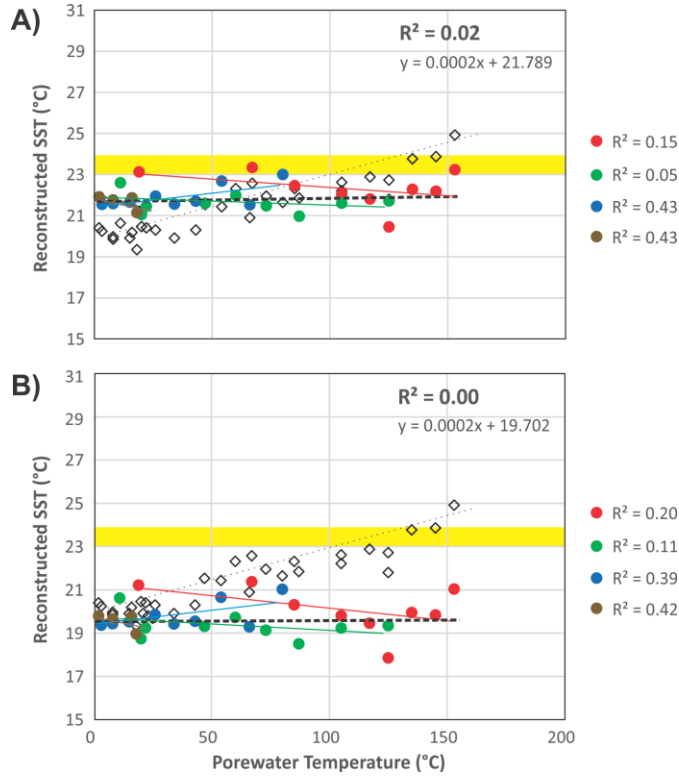 A)
R² = 0.02
y = 0.0002x + 21.789
31
29
27
25
23
21
19
17
15
Reconstructed SST (°C)
R² = 0.15
R² = 0.05
R² = 0.43
R² = 0.43
B)
R² = 0.00
y = 0.0002x + 19.702
31
29
27
25
23
21
19
17
15
Reconstructed SST (°C)
R² = 0.20
R² = 0.11
R² = 0.39
R² = 0.42
0
50
100
150
200
Porewater Temperature (°C)